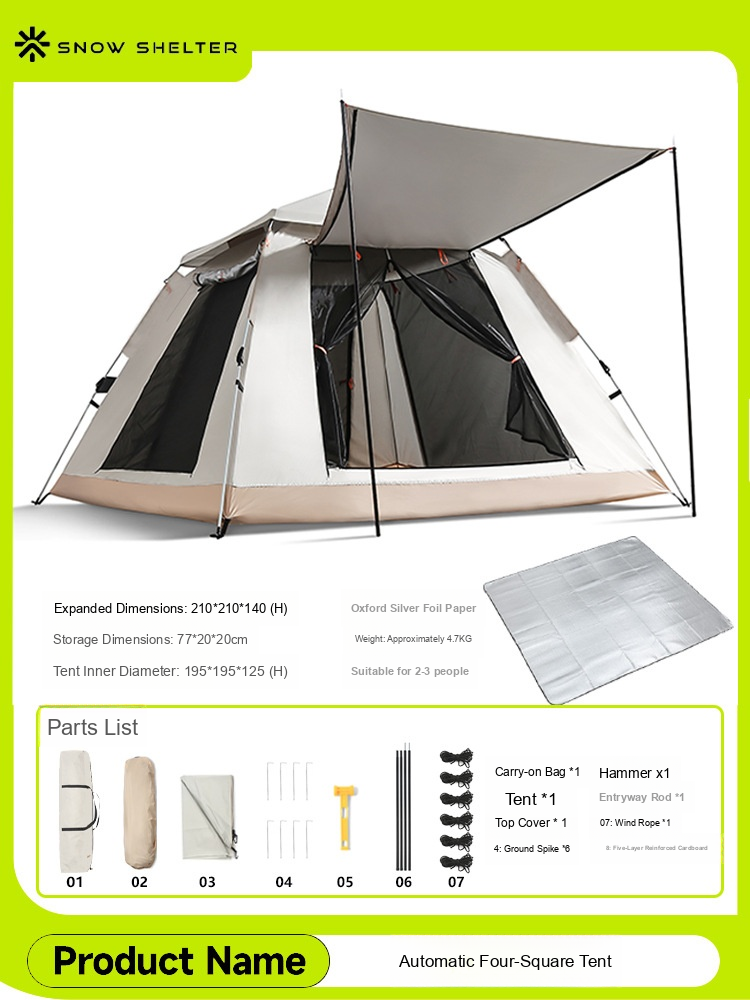 SNOW SHELTER
Expanded Dimensions: 210*210*140 (H)
Oxford Silver Foil Paper
Storage Dimensions: 77*20*20cm
Weight: Approximately 4.7KG
Tent Inner Diameter: 195*195*125 (H)
Suitable for 2-3 people
Parts List
Carry-on Bag *1
Hammer x1
Tent *1
Entryway Rod *1
Top Cover * 1
07: Wind Rope *1
4: Ground Spike *6
8: Five-Layer Reinforced Cardboard
01
02
03
04
05
06
07
Product Name
Automatic Four-Square Tent